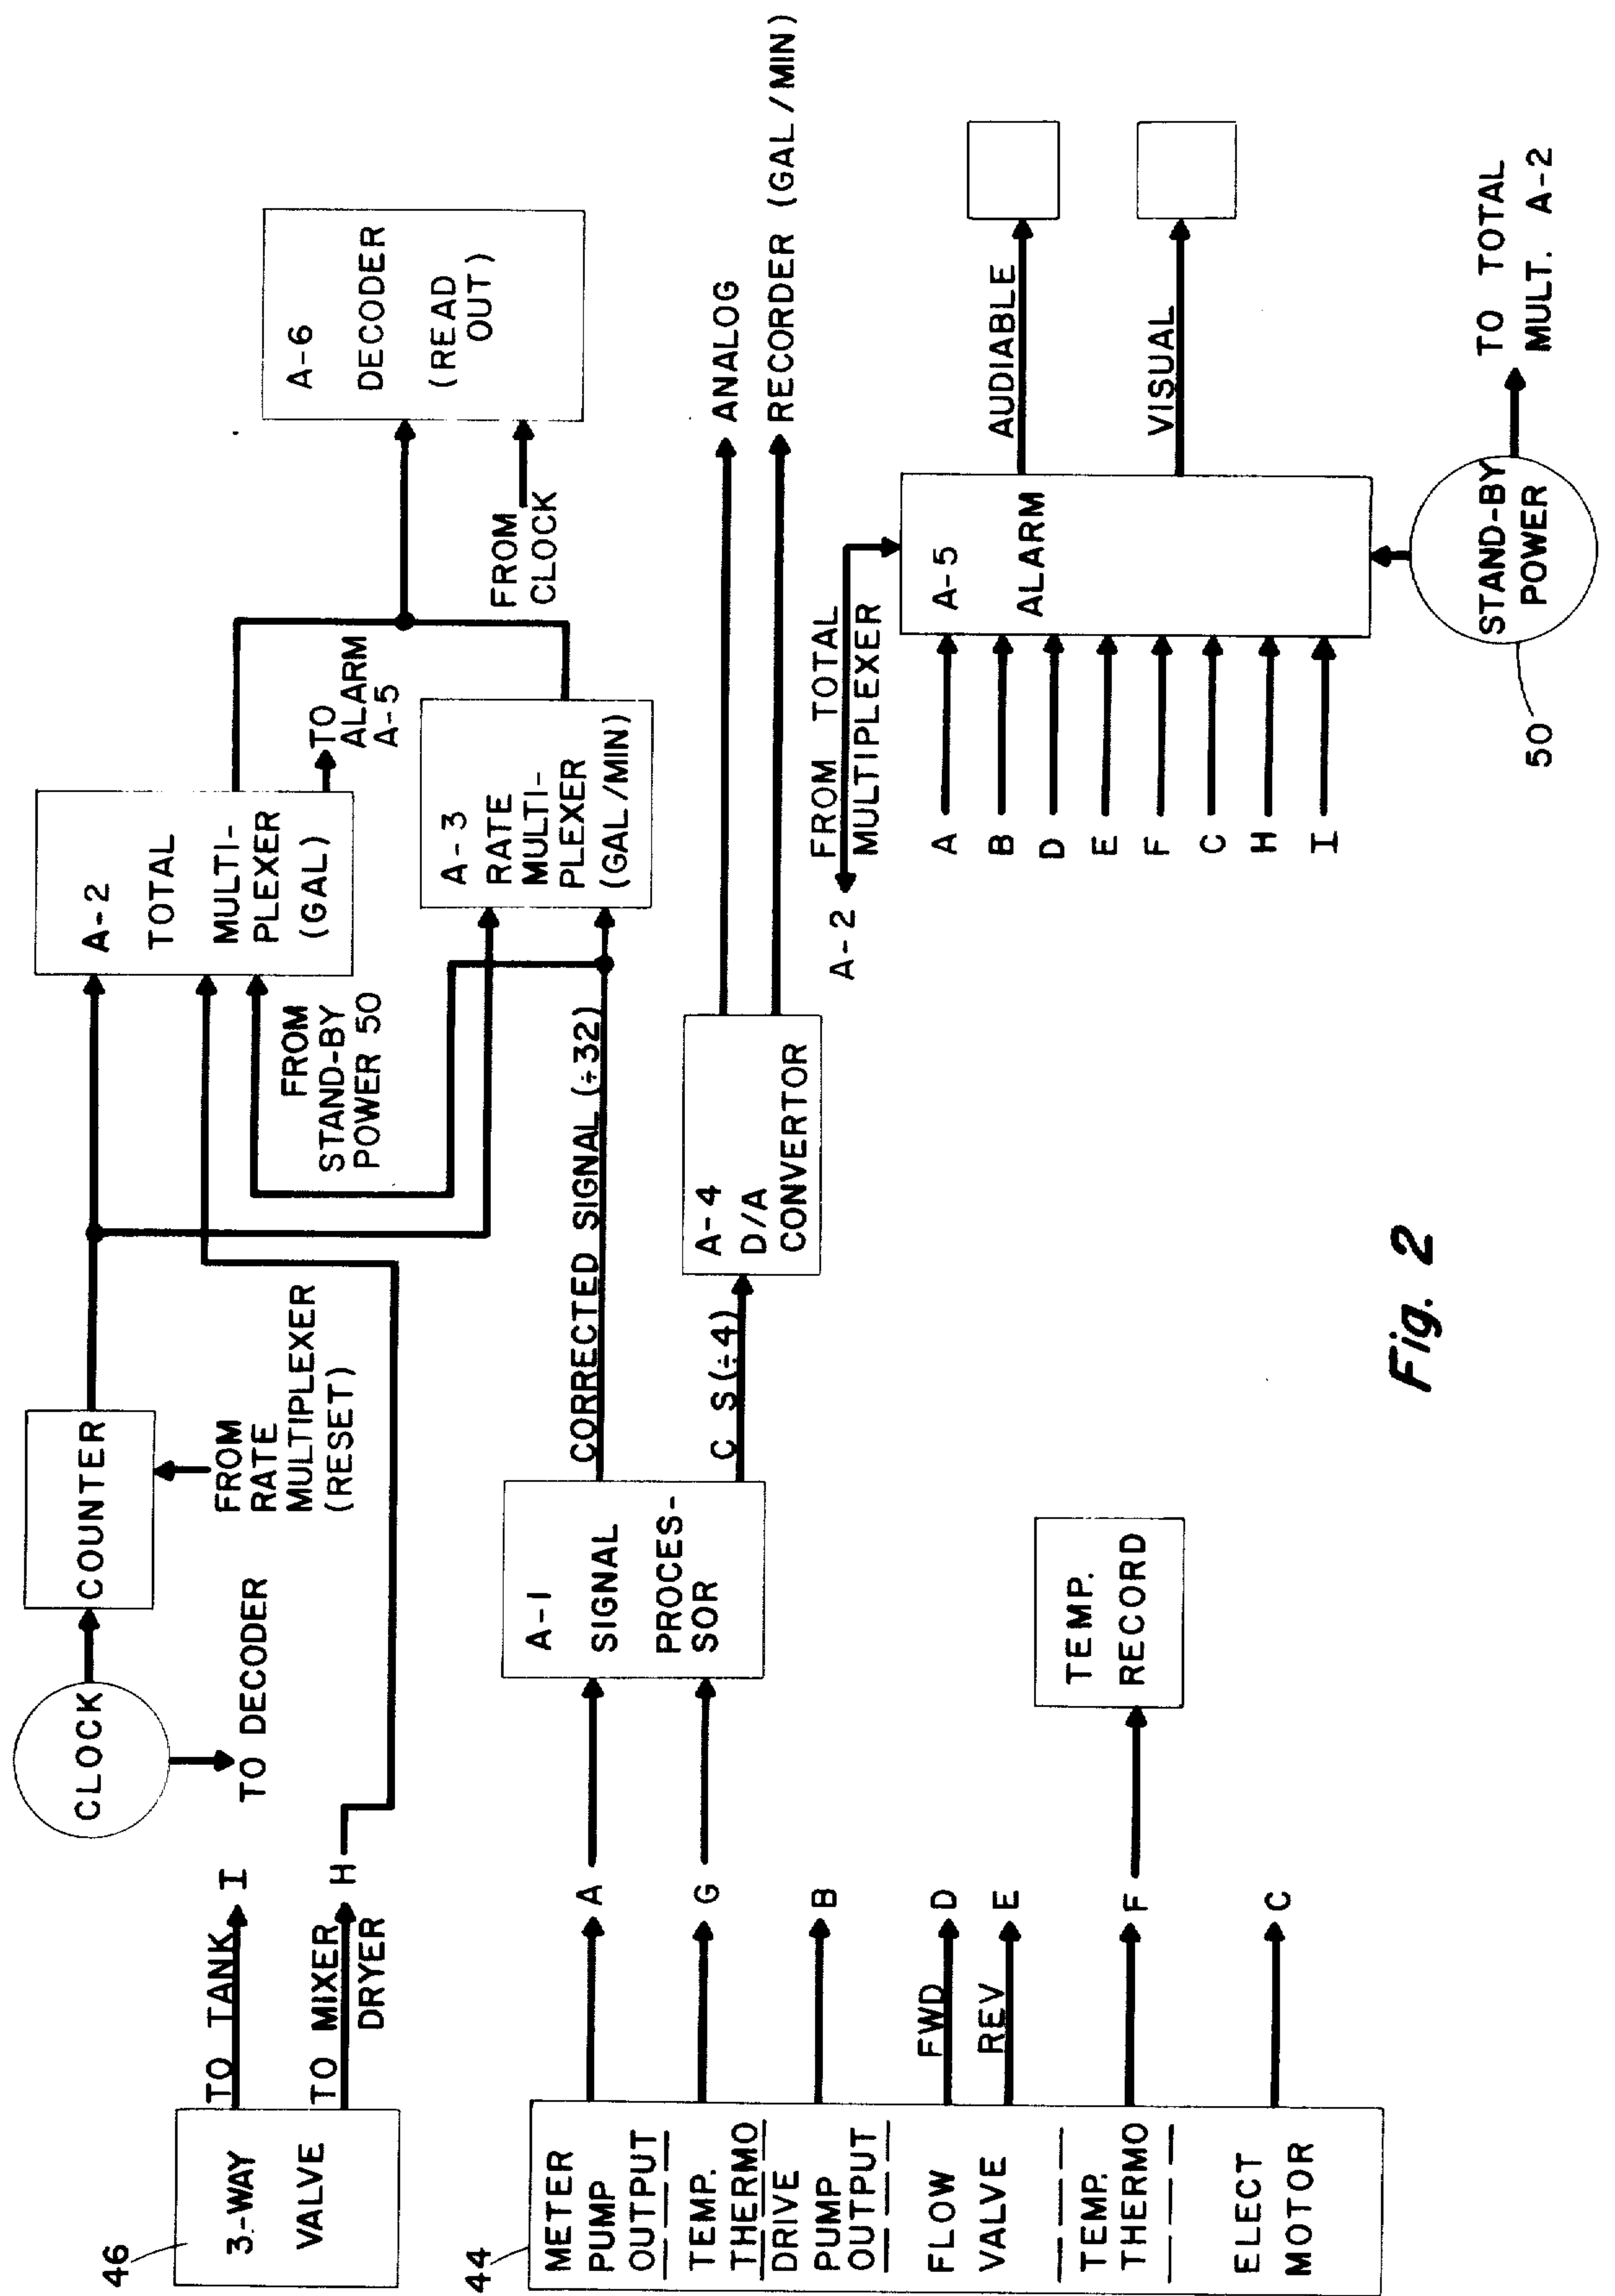 46
3-WAY
VALVE
TO TANK
I
TO MIXER
DRYER
H
CLOCK
TO DECODER
COUNTER
FROM
RATE
MULTIPLEXER
(RESET)
A-2
TOTAL
MULTI-
PLEXER
(GAL)
FROM
STAND-BY
POWER 50
TO
ALARM
A-5
A-3
RATE
MULTI-
PLEXER
(GAL/MIN)
A-6
DECODER
(READ
OUT)
FROM
CLOCK
44
METER
PUMP
OUTPUT
TEMP.
THERMO
DRIVE
PUMP
OUTPUT
FLOW
VALVE
TEMP.
THERMO
ELECT
MOTOR
A
G
B
FWD
D
REV
E
F
C
A-1
SIGNAL
PROCES-
SOR
CORRECTED SIGNAL (÷32)
C S (÷4)
A-4
D/A
CONVERTOR
ANALOG
RECORDER (GAL/MIN)
TEMP.
RECORD
A-2
FROM TOTAL
MULTIPLEXER
A
B
D
E
F
C
H
I
A-5
ALARM
AUDIABLE
VISUAL
STAND-BY
POWER
50
TO TOTAL
MULT. A-2
Fig. 2